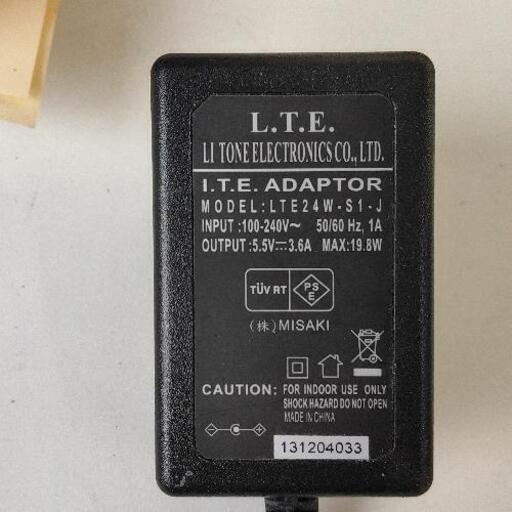 L.T.E.
LI TONE ELECTRONICS CO., LTD.
I.T.E. ADAPTOR
MODEL:LTE24W-S1-J
INPUT:100-240V~ 50/60 Hz, 1A
OUTPUT:5.5V⎓3.6A MAX:19.8W
TÜV RT PSE
(株)MISAKI
CAUTION: FOR INDOOR USE ONLY
SHOCK HAZARD DO NOT OPEN
MADE IN CHINA
131204033